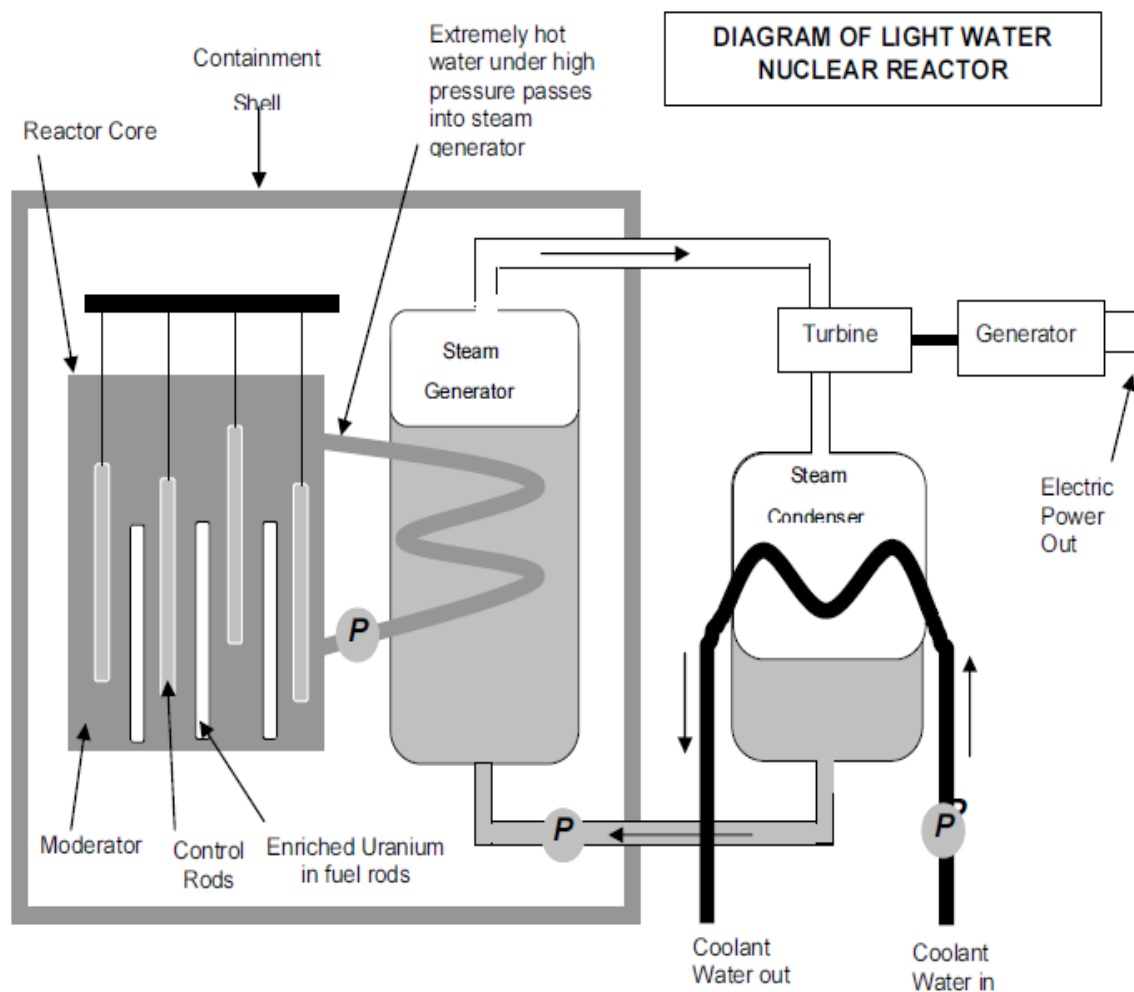 DIAGRAM OF LIGHT WATER
NUCLEAR REACTOR
Extremely hot
water under high
pressure passes
into steam
generator
Containment
Shell
Reactor Core
Steam
Generator
Turbine
Generator
Steam
Condenser
Electric
Power
Out
P
P
P
P
Moderator
Control
Rods
Enriched Uranium
in fuel rods
Coolant
Water out
Coolant
Water in